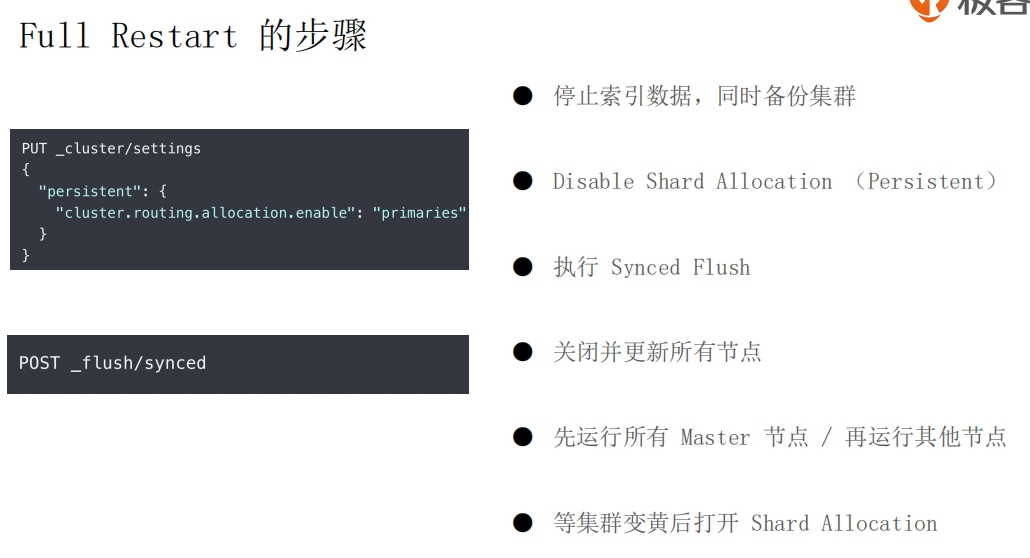 Full Restart 的步骤
PUT _cluster/settings
{
"persistent": {
"cluster.routing.allocation.enable": "primaries"
}
}
POST _flush/synced
● 停止索引数据，同时备份集群
● Disable Shard Allocation （Persistent）
● 执行 Synced Flush
● 关闭并更新所有节点
● 先运行所有 Master 节点 / 再运行其他节点
● 等集群变黄后打开 Shard Allocation